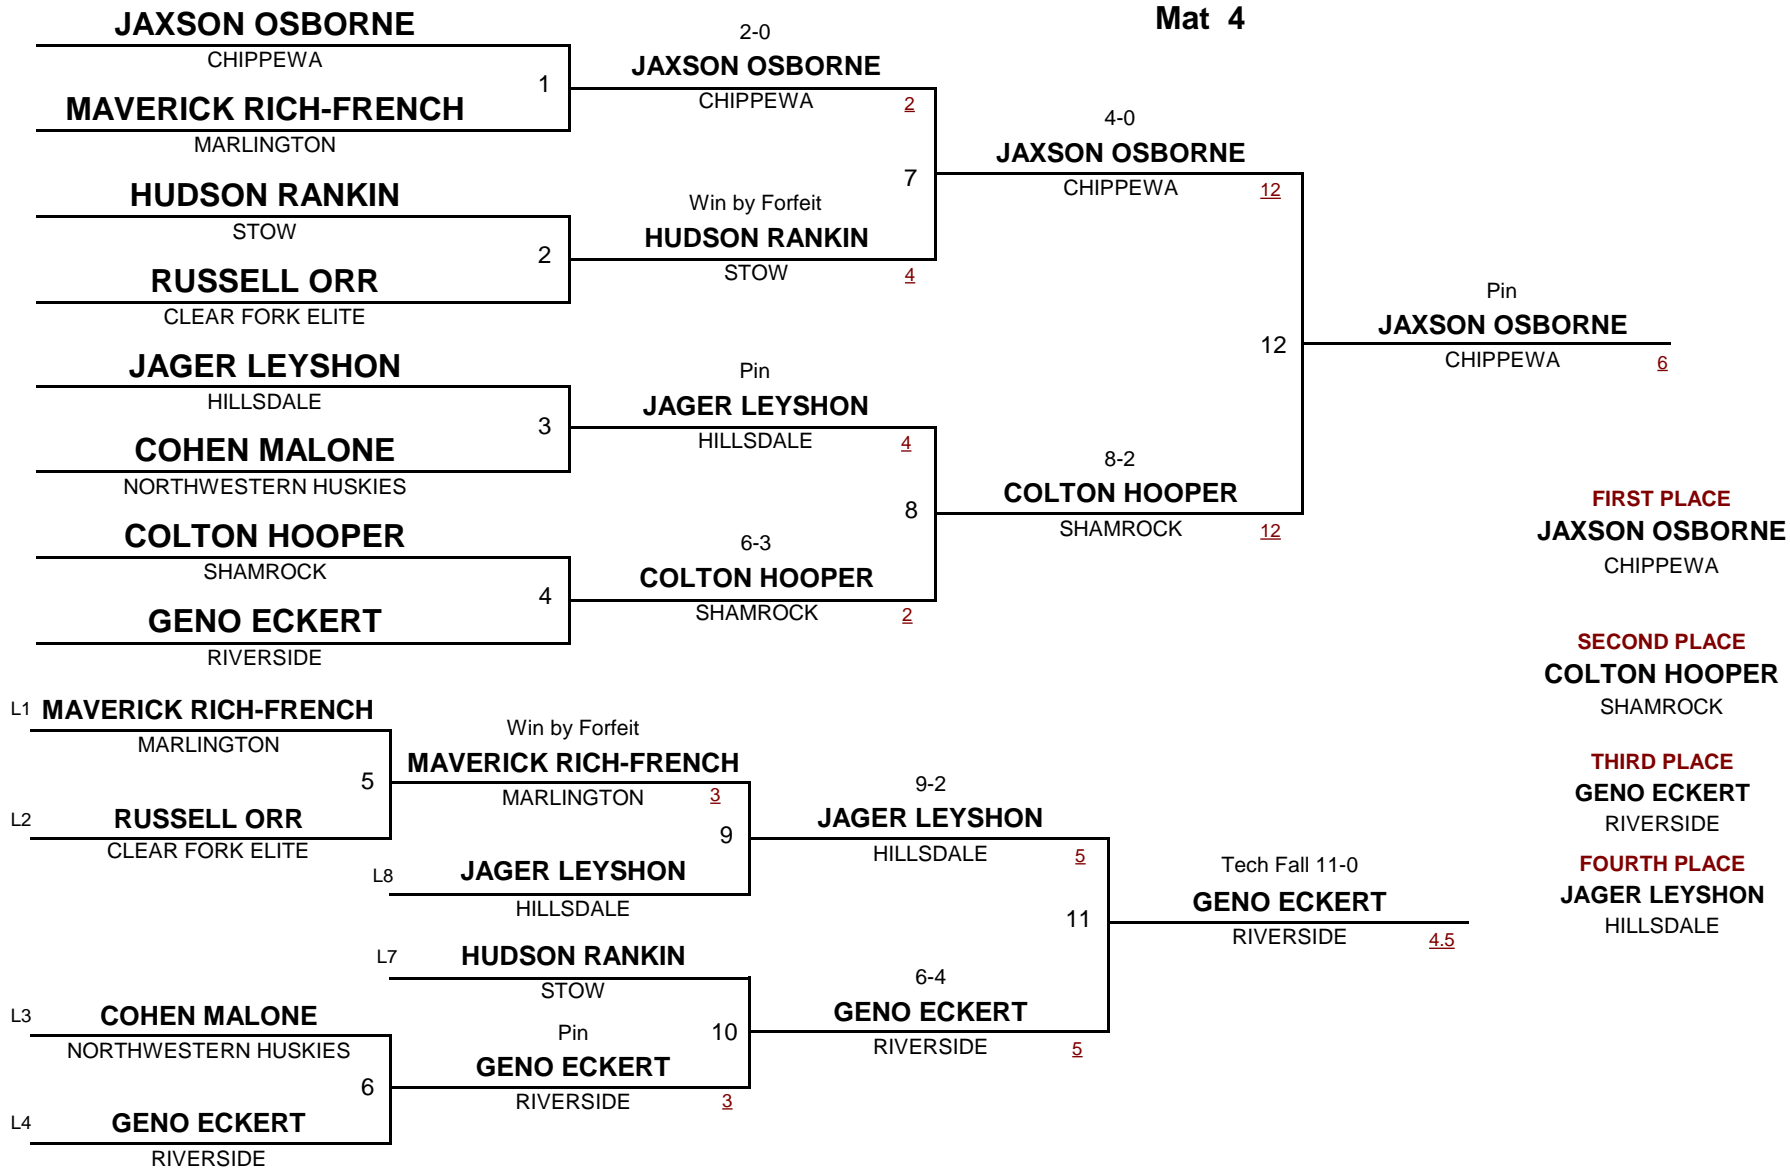 Mat 4
JAXSON OSBORNE
CHIPPEWA
1
MAVERICK RICH-FRENCH
MARLINGTON
HUDSON RANKIN
STOW
2
RUSSELL ORR
CLEAR FORK ELITE
JAGER LEYSHON
HILLSDALE
3
COHEN MALONE
NORTHWESTERN HUSKIES
COLTON HOOPER
SHAMROCK
4
GENO ECKERT
RIVERSIDE
2-0
JAXSON OSBORNE
CHIPPEWA 2
7
Win by Forfeit
HUDSON RANKIN
STOW 4
Pin
JAGER LEYSHON
HILLSDALE 4
8
6-3
COLTON HOOPER
SHAMROCK 2
4-0
JAXSON OSBORNE
CHIPPEWA 12
12
8-2
COLTON HOOPER
SHAMROCK 12
Pin
JAXSON OSBORNE
CHIPPEWA 6
FIRST PLACE
JAXSON OSBORNE
CHIPPEWA
SECOND PLACE
COLTON HOOPER
SHAMROCK
THIRD PLACE
GENO ECKERT
RIVERSIDE
FOURTH PLACE
JAGER LEYSHON
HILLSDALE
L1 MAVERICK RICH-FRENCH
MARLINGTON
5
L2 RUSSELL ORR
CLEAR FORK ELITE
Win by Forfeit
MAVERICK RICH-FRENCH
MARLINGTON 3
9
L8 JAGER LEYSHON
HILLSDALE
L7 HUDSON RANKIN
STOW
10
L3 COHEN MALONE
NORTHWESTERN HUSKIES
6
L4 GENO ECKERT
RIVERSIDE
Pin
GENO ECKERT
RIVERSIDE 3
9-2
JAGER LEYSHON
HILLSDALE 5
11
6-4
GENO ECKERT
RIVERSIDE 5
Tech Fall 11-0
GENO ECKERT
RIVERSIDE 4.5